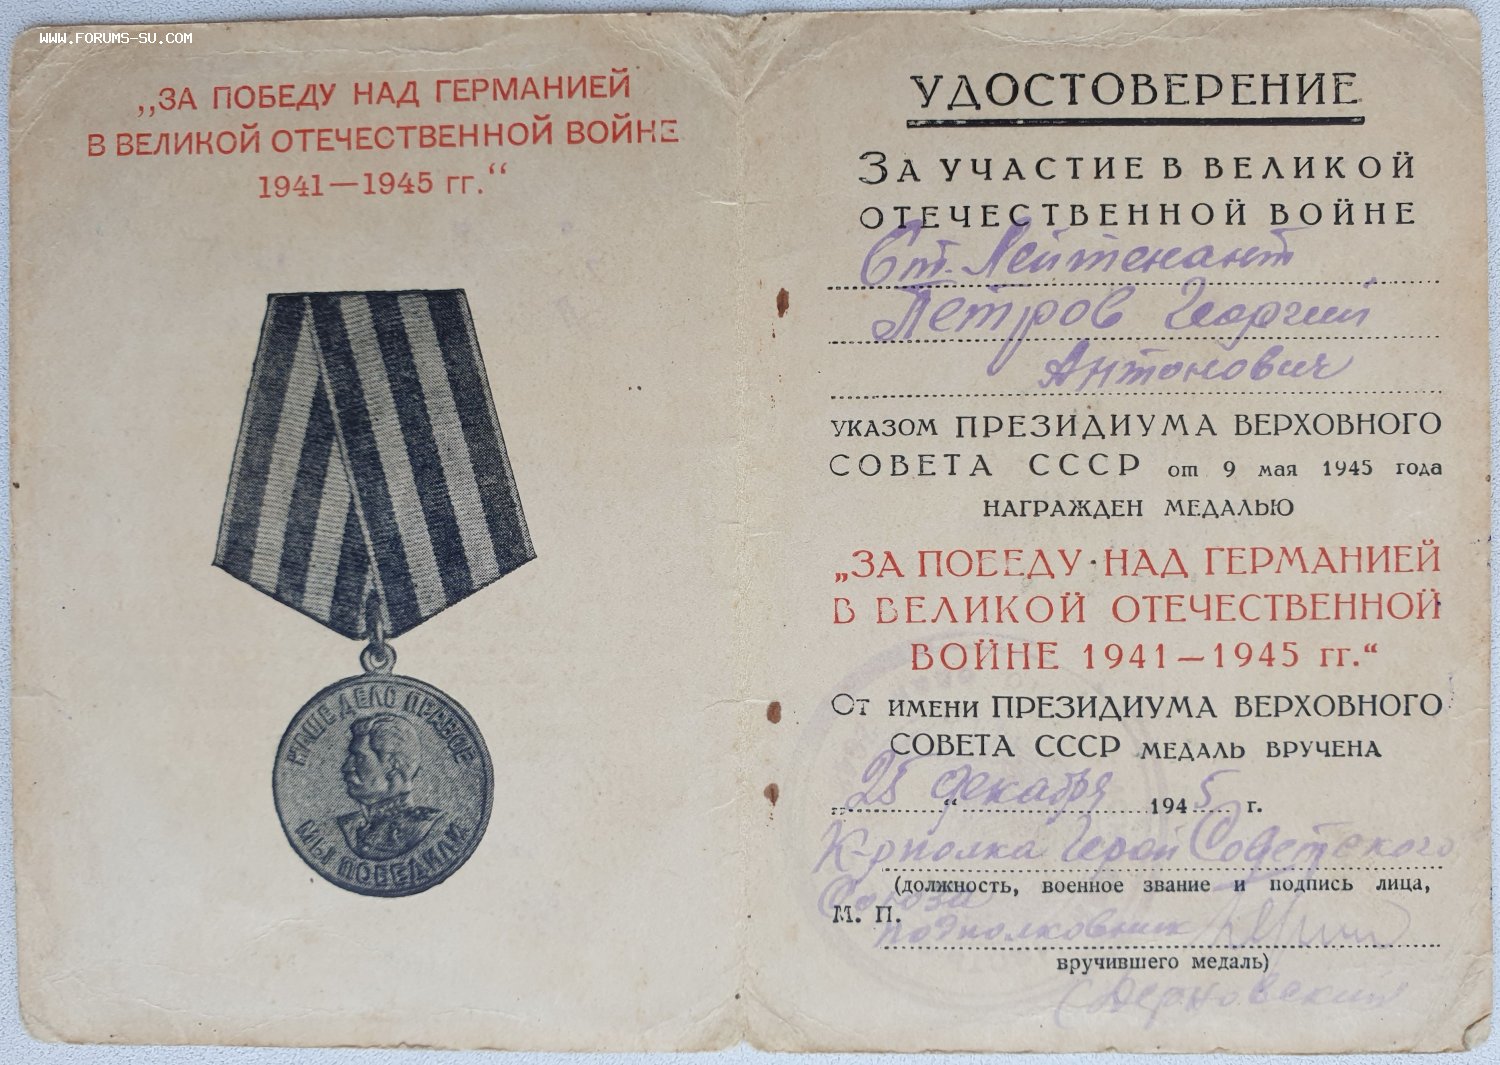 WWW.FORUMS-SU.COM
„ЗА ПОБЕДУ НАД ГЕРМАНИЕЙ
В ВЕЛИКОЙ ОТЕЧЕСТВЕННОЙ ВОЙНЕ
1941—1945 гг.“
НАШЕ ДЕЛО ПРАВОЕ
МЫ ПОБЕДИЛИ
УДОСТОВЕРЕНИЕ
ЗА УЧАСТИЕ В ВЕЛИКОЙ
ОТЕЧЕСТВЕННОЙ ВОЙНЕ
Ст. Лейтенант
Петров Георгий
Антонович
УКАЗОМ ПРЕЗИДИУМА ВЕРХОВНОГО
СОВЕТА СССР от 9 мая 1945 года
НАГРАЖДЕН МЕДАЛЬЮ
„ЗА ПОБЕДУ НАД ГЕРМАНИЕЙ
В ВЕЛИКОЙ ОТЕЧЕСТВЕННОЙ
ВОЙНЕ 1941—1945 гг.“
ОТ ИМЕНИ ПРЕЗИДИУМА ВЕРХОВНОГО
СОВЕТА СССР МЕДАЛЬ ВРУЧЕНА
„25“ декабря 1945 г.
К-р полка Герой Советского
(должность, военное звание и подпись лица,
Союза
М. П.
подполковник
вручившего медаль)